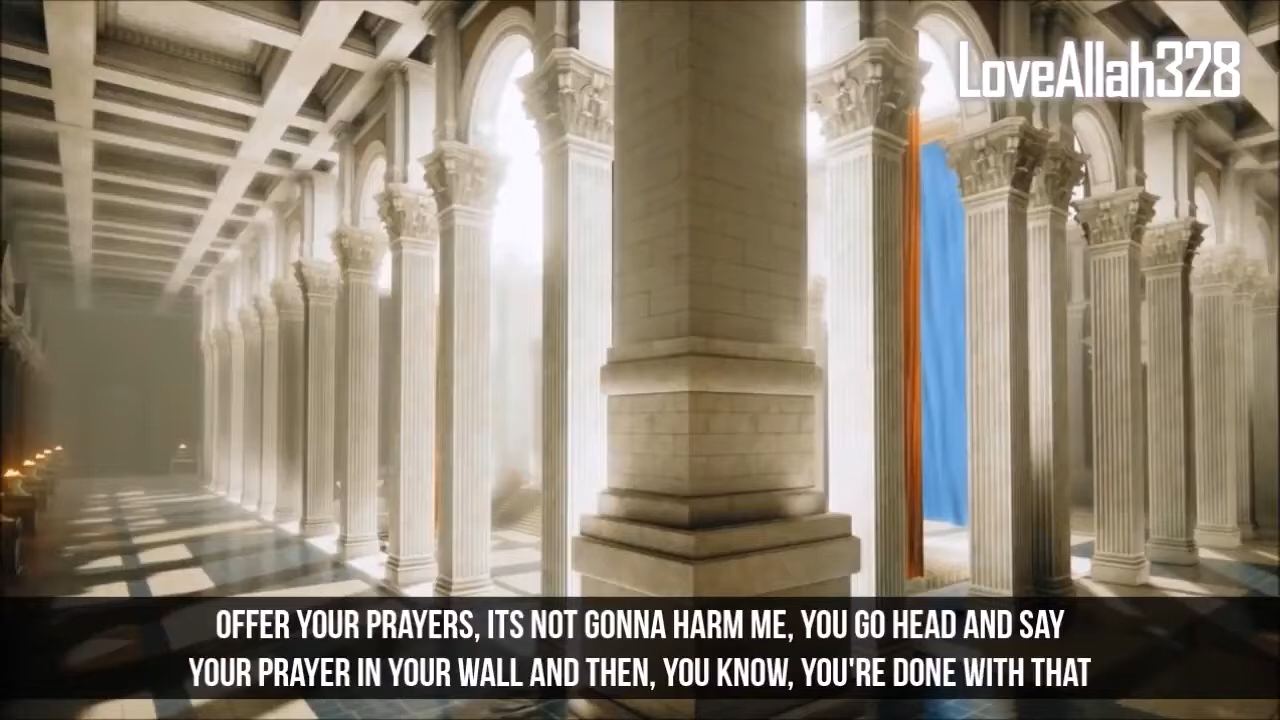 LoveAllah328
OFFER YOUR PRAYERS, ITS NOT GONNA HARM ME, YOU GO HEAD AND SAY
YOUR PRAYER IN YOUR WALL AND THEN, YOU KNOW, YOU'RE DONE WITH THAT